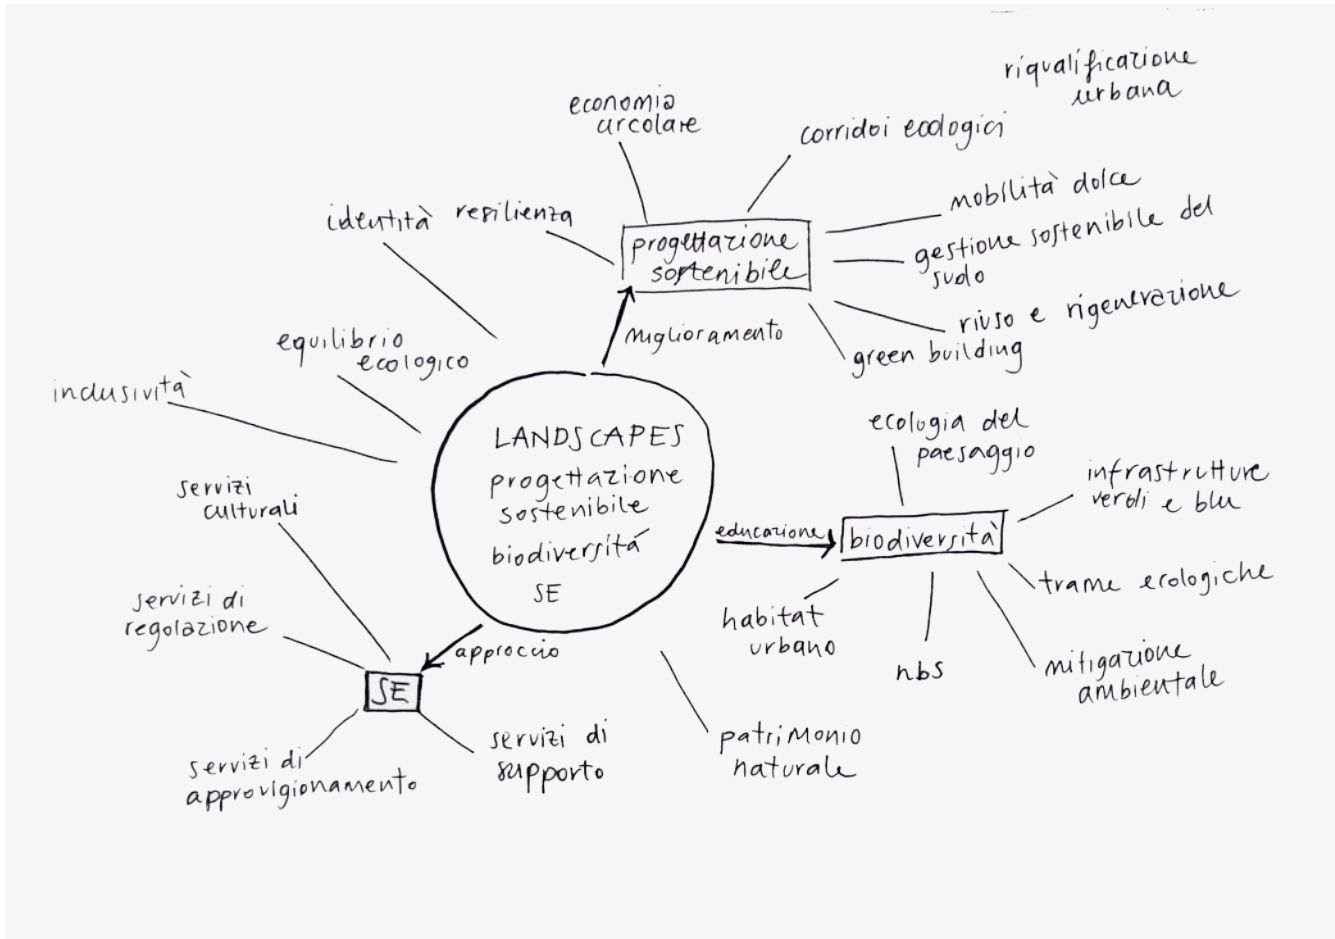 riqualificazione
urbana
economia
circolare
corridoi ecologici
mobilità dolce
identità
resilienza
progettazione
sostenibile
gestione sostenibile del
suolo
riuso e rigenerazione
miglioramento
green building
equilibrio
ecologico
inclusività
LANDSCAPES
progettazione
sostenibile
biodiversitá
SE
ecologia del
paesaggio
infrastrutture
verdi e blu
servizi
culturali
educazione
biodiversità
trame ecologiche
servizi di
regolazione
habitat
urbano
nbs
mitigazione
ambientale
approccio
SE
servizi di
approvigionamento
servizi di
supporto
patrimonio
naturale